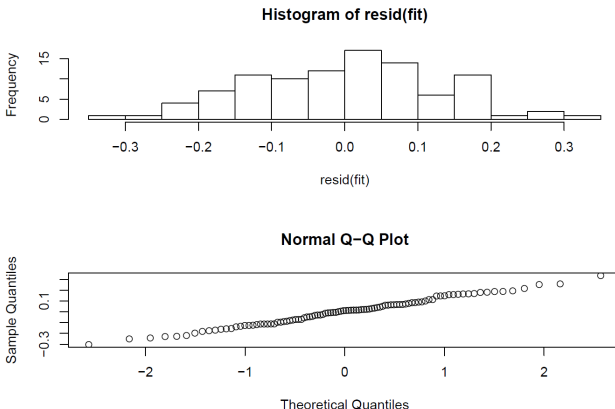 Histogram of resid(fit)
Frequency
15
5
0
−0.3 −0.2 −0.1 0.0 0.1 0.2 0.3
resid(fit)
Normal Q−Q Plot
Sample Quantiles
0.1
−0.3
−2 −1 0 1 2
Theoretical Quantiles